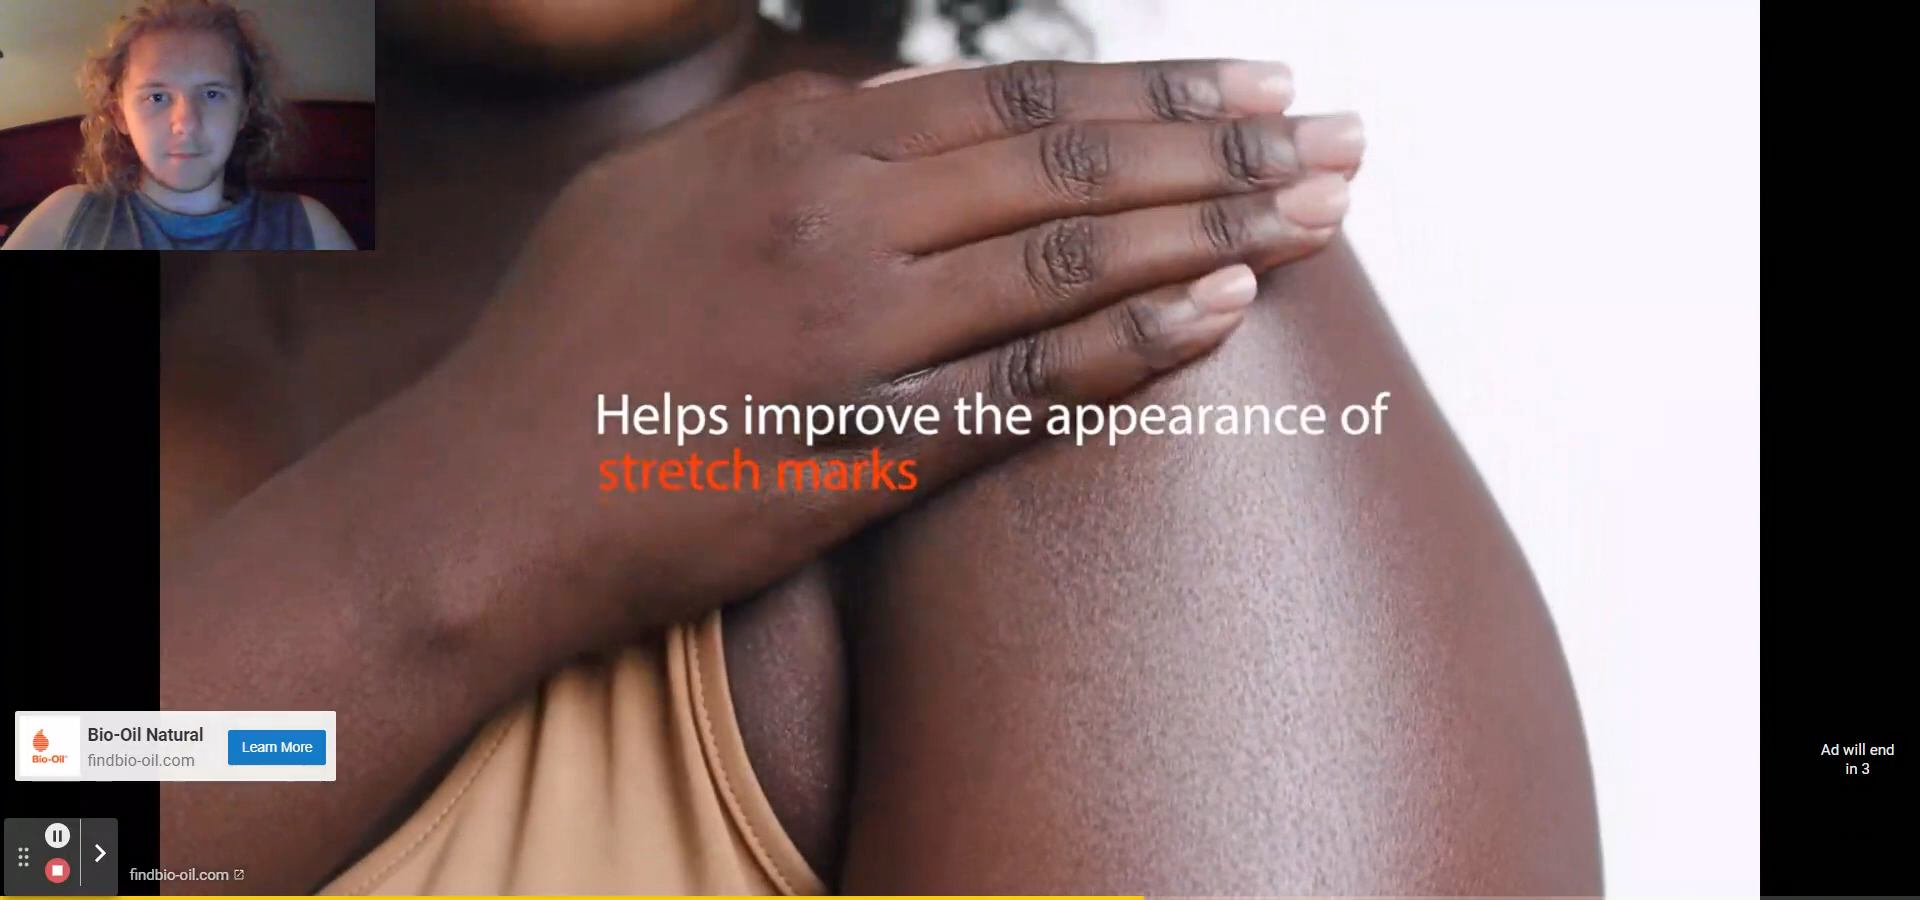 Helps improve the appearance of
stretch marks
Bio-Oil Natural
findbio-oil.com
Bio-Oil®
Learn More
Ad will end
in 3
findbio-oil.com